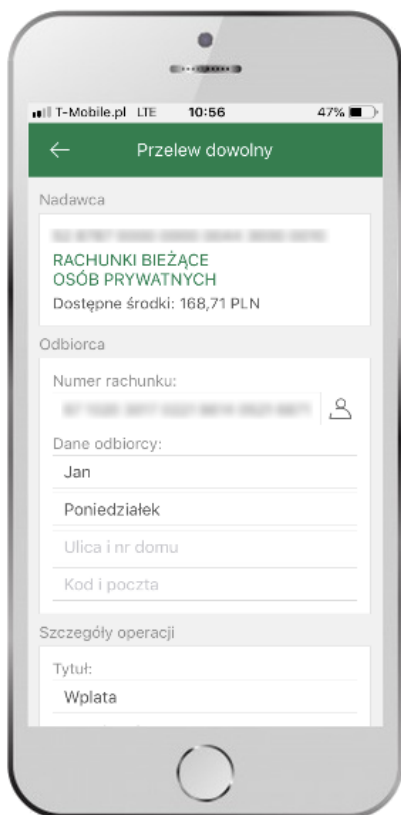 T-Mobile.pl LTE 10:56 47%
Przelew dowolny
Nadawca
RACHUNKI BIEŻĄCE
OSÓB PRYWATNYCH
Dostępne środki: 168,71 PLN
Odbiorca
Numer rachunku:
Dane odbiorcy:
Jan
Poniedziałek
Ulica i nr domu
Kod i poczta
Szczegóły operacji
Tytuł:
Wplata